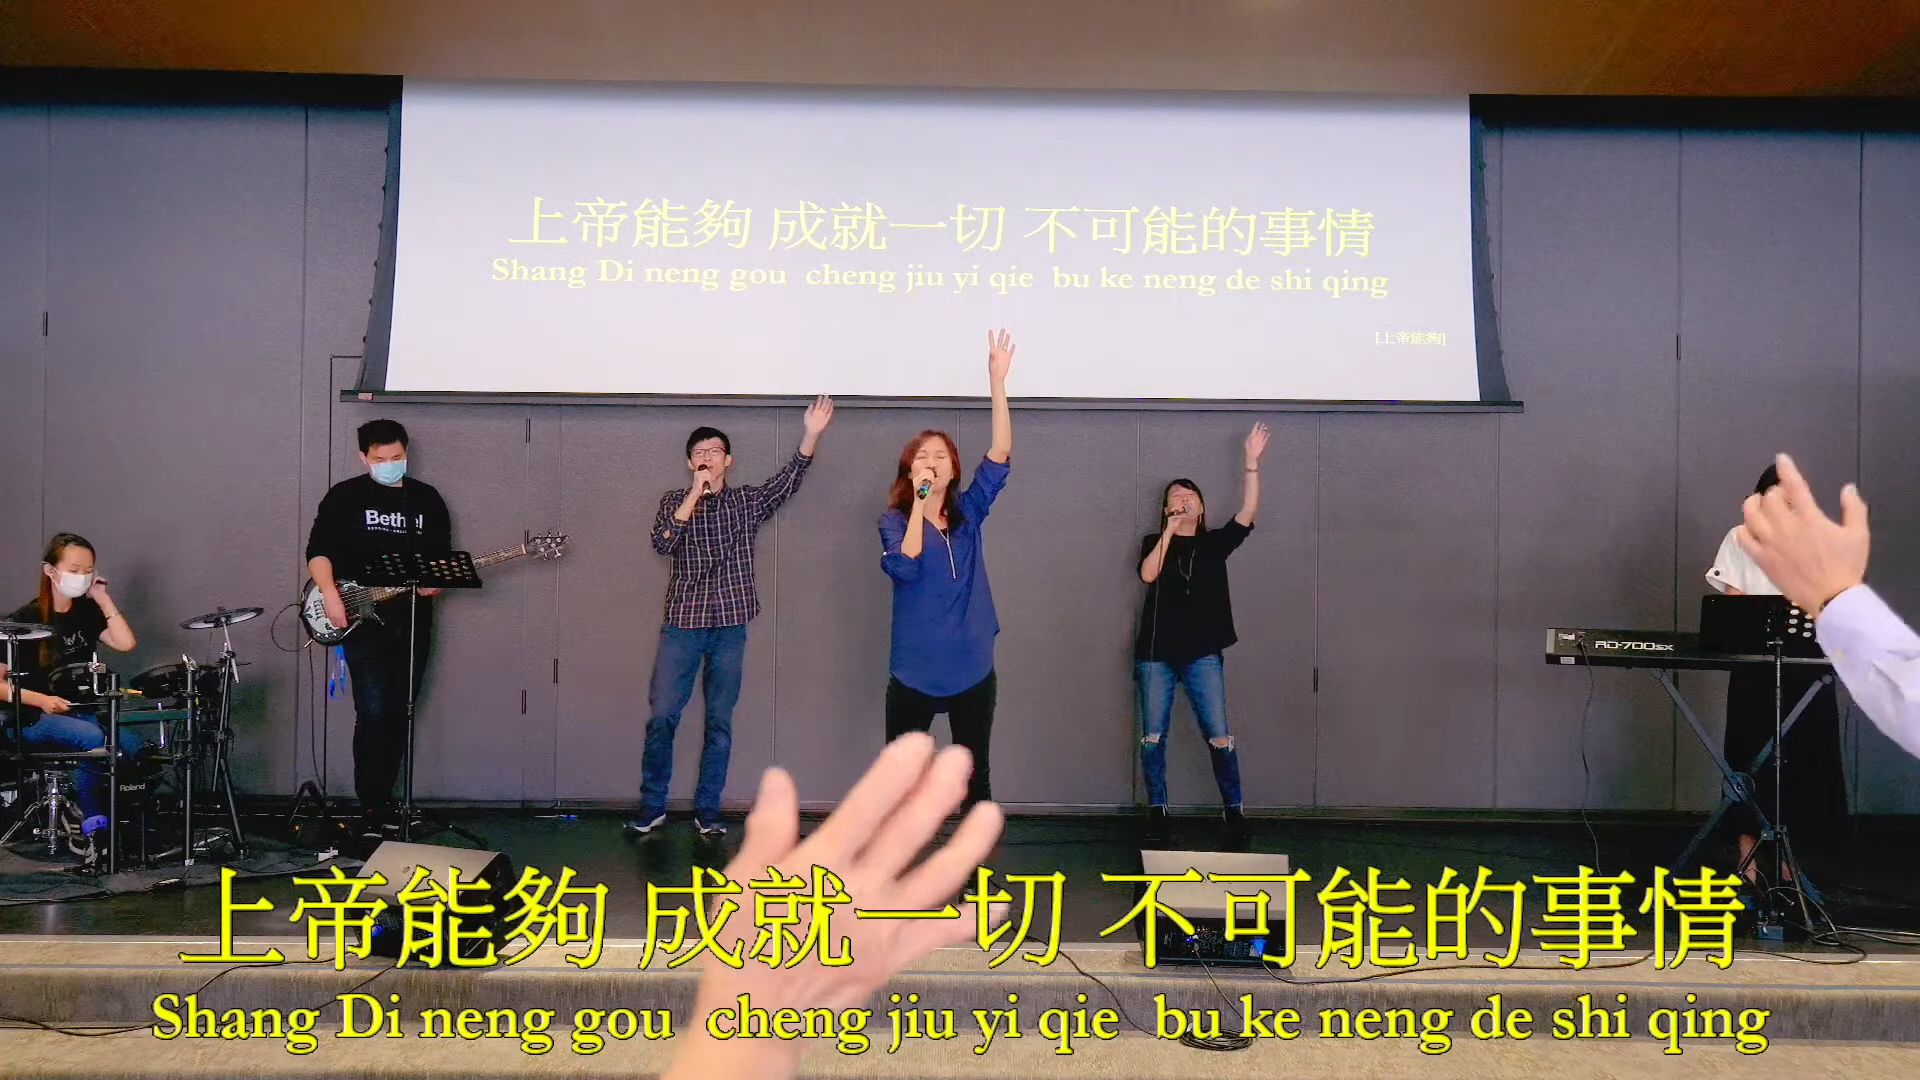 上帝能夠 成就一切 不可能的事情
Shang Di neng gou cheng jiu yi qie bu ke neng de shi qing
[上帝能夠]
Bethel
RD-700SX
Roland
上帝能夠 成就一切 不可能的事情
Shang Di neng gou cheng jiu yi qie bu ke neng de shi qing